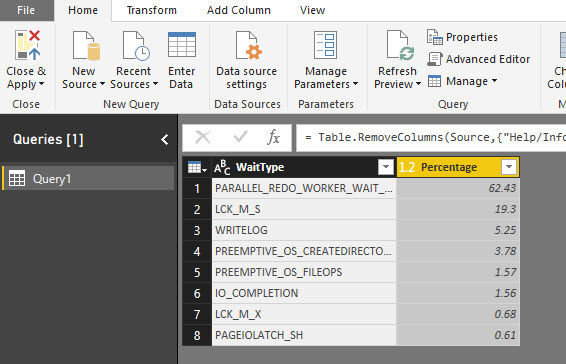 File Home Transform Add Column View
Close & Apply New Source Recent Sources Enter Data Data source settings Manage Parameters Refresh Preview Properties
Advanced Editor
Manage
Close New Query Data Sources Parameters Query
Queries [1]
fx = Table.RemoveColumns(Source,{"Help/Info
Query1
ABC WaitType 1.2 Percentage
1 PARALLEL_REDO_WORKER_WAIT_... 62.43
2 LCK_M_S 19.3
3 WRITELOG 5.25
4 PREEMPTIVE_OS_CREATEDIRECTO... 3.78
5 PREEMPTIVE_OS_FILEOPS 1.57
6 IO_COMPLETION 1.56
7 LCK_M_X 0.68
8 PAGEIOLATCH_SH 0.61